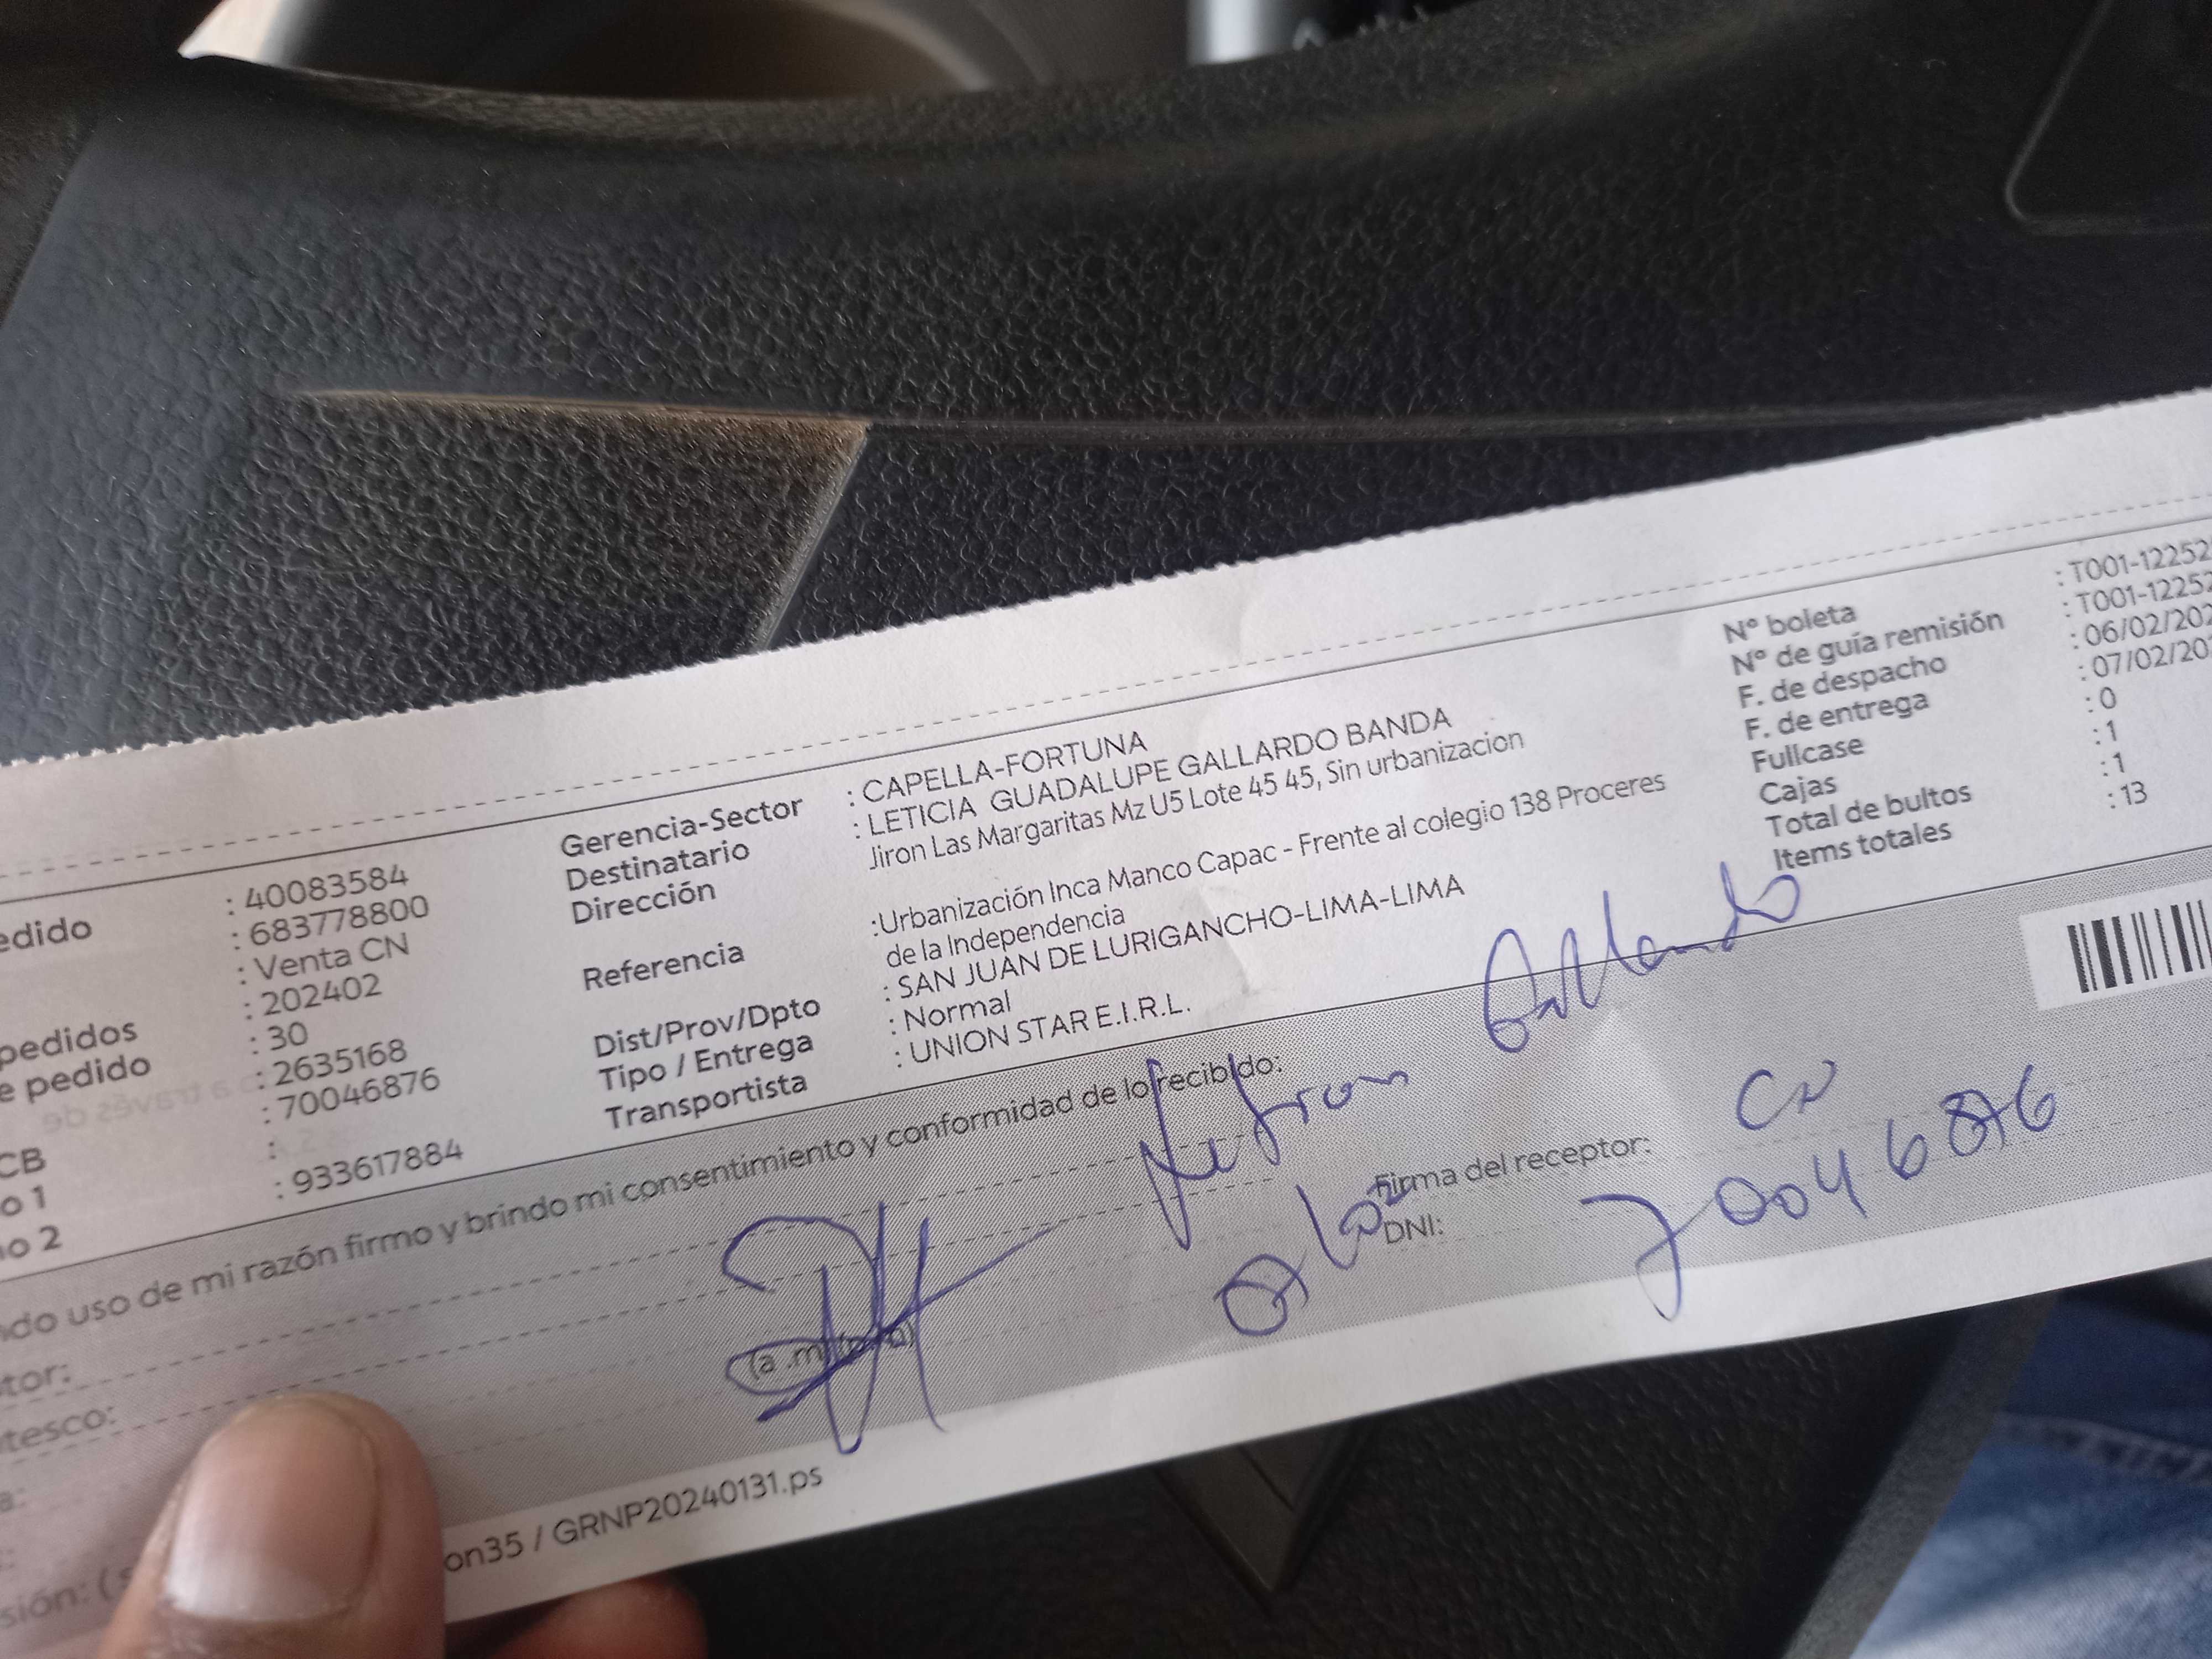 edido
pedidos
e pedido
CB
o 1
o 2
: 40083584
: 683778800
: Venta CN
: 202402
: 30
: 2635168
: 70046876
:
: 933617884
Gerencia-Sector : CAPELLA-FORTUNA
Destinatario : LETICIA GUADALUPE GALLARDO BANDA
Dirección Jiron Las Margaritas Mz U5 Lote 45 45, Sin urbanizacion
Referencia :Urbanización Inca Manco Capac - Frente al colegio 138 Proceres
de la Independencia
Dist/Prov/Dpto : SAN JUAN DE LURIGANCHO-LIMA-LIMA
Tipo / Entrega : Normal
Transportista : UNION STAR E.I.R.L.
N° boleta : T001-12252
N° de guía remisión : T001-12252
F. de despacho : 06/02/202
F. de entrega : 07/02/20
Fullcase : 0
Cajas : 1
Total de bultos : 1
Items totales : 13
ndo uso de mi razón firmo y brindo mi consentimiento y conformidad de lo recibido:
Gallardo
tor:
tesco:
a:
(a .m)
Firma del receptor: CN
DNI: 70046876
sión: (s
on35 / GRNP20240131.ps